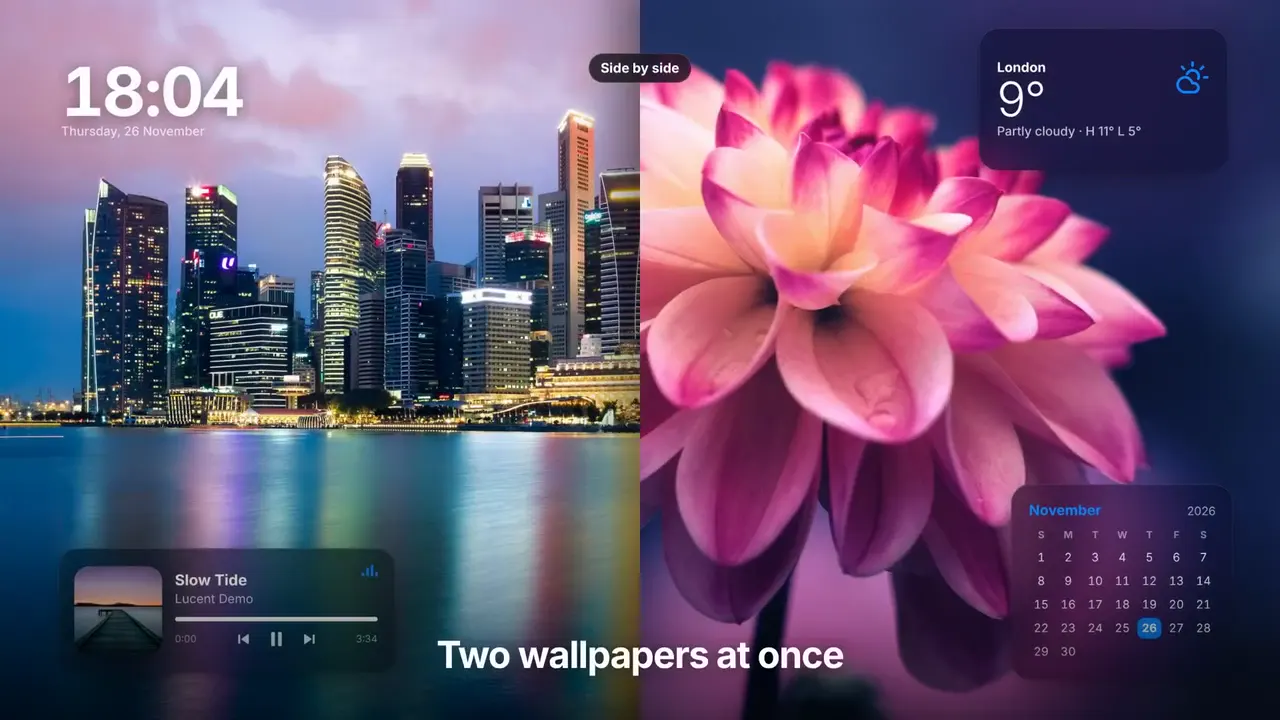 18:04
Thursday, 26 November
Side by side
London
9°
Partly cloudy · H 11° L 5°
OUE
Slow Tide
Lucent Demo
0:00
3:34
Two wallpapers at once
November 2026
S M T W T F S
1 2 3 4 5 6 7
8 9 10 11 12 13 14
15 16 17 18 19 20 21
22 23 24 25 26 27 28
29 30